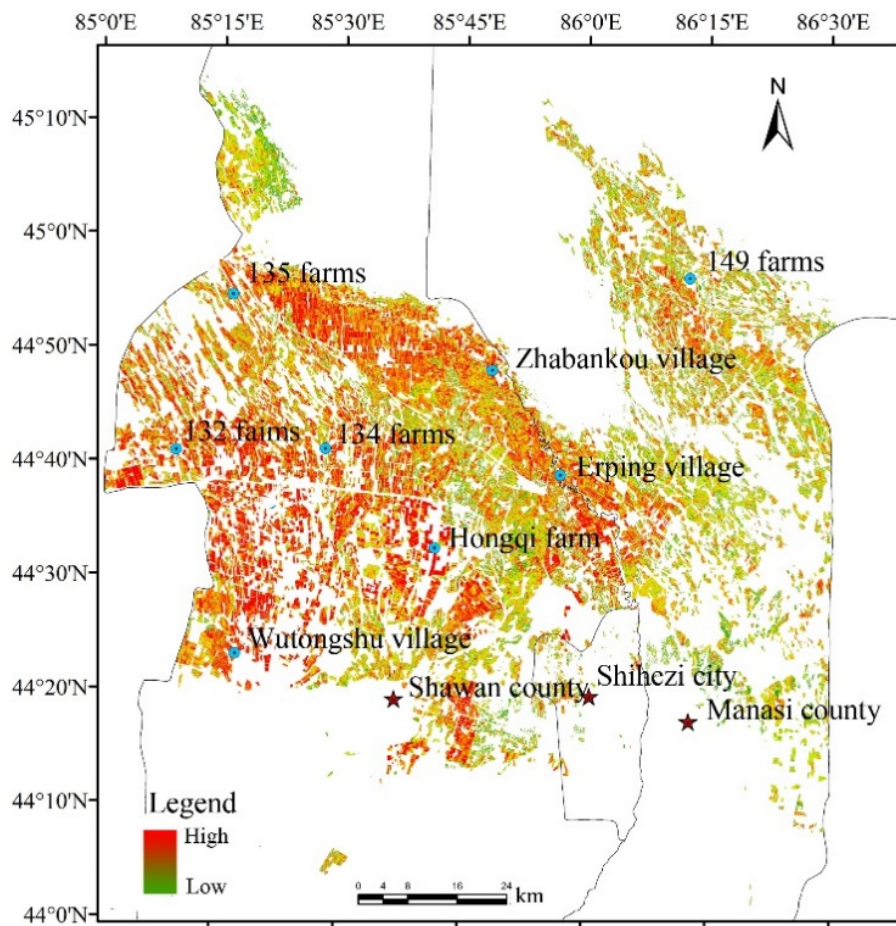 85°0'E 85°15'E 85°30'E 85°45'E 86°0'E 86°15'E 86°30'E
N
45°10'N
45°0'N
135 farms
149 farms
44°50'N
Zhabankou village
132 faims
134 farms
44°40'N
Erping village
Hongqi farm
44°30'N
Wutongshu village
44°20'N
Shawan county
Shihezi city
Manasi county
44°10'N
Legend
High
Low
0 4 8 16 24
km
44°0'N